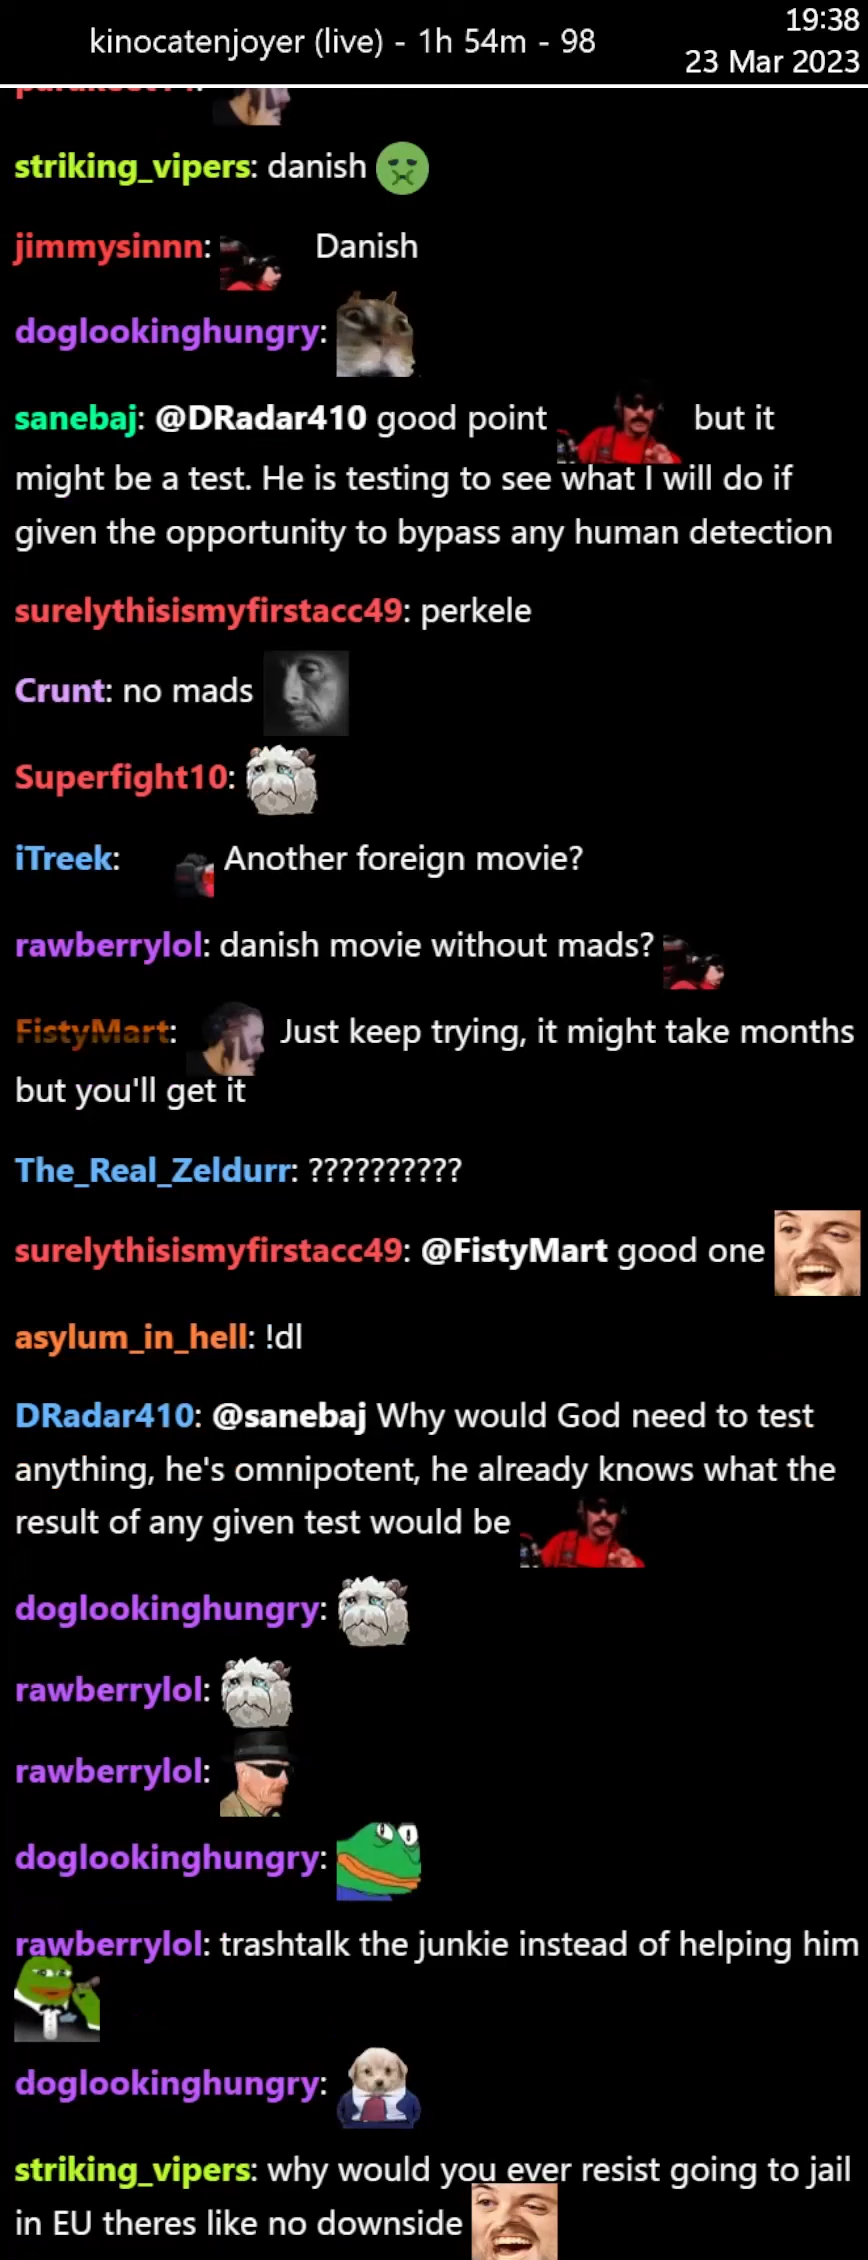 kinocatenjoyer (live) - 1h 54m - 98
19:38
23 Mar 2023
striking_vipers: danish
jimmysinnn: Danish
doglookinghungry:
sanebaj: @DRadar410 good point but it
might be a test. He is testing to see what I will do if
given the opportunity to bypass any human detection
surelythisismyfirstacc49: perkele
Crunt: no mads
Superfight10:
iTreek: Another foreign movie?
rawberrylol: danish movie without mads?
FistyMart: Just keep trying, it might take months
but you'll get it
The_Real_Zeldurr: ??????????
surelythisismyfirstacc49: @FistyMart good one
asylum_in_hell: !dl
DRadar410: @sanebaj Why would God need to test
anything, he's omnipotent, he already knows what the
result of any given test would be
doglookinghungry:
rawberrylol:
rawberrylol:
doglookinghungry:
rawberrylol: trashtalk the junkie instead of helping him
doglookinghungry:
striking_vipers: why would you ever resist going to jail
in EU theres like no downside